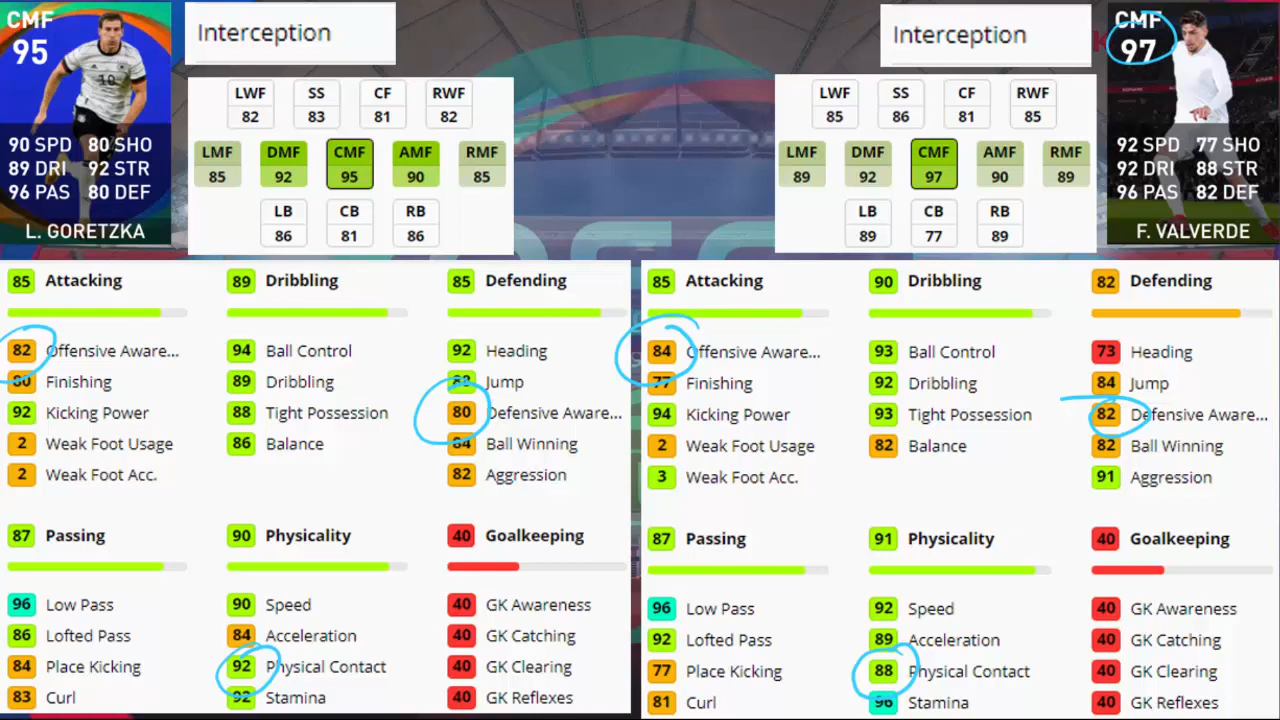 CMF
95
90 SPD 80 SHO
89 DRI 92 STR
96 PAS 80 DEF
L. GORETZKA
Interception
LWF SS CF RWF
82 83 81 82
LMF DMF CMF AMF RMF
85 92 95 90 85
LB CB RB
86 81 86
Interception
LWF SS CF RWF
85 86 81 85
LMF DMF CMF AMF RMF
89 92 97 90 89
LB CB RB
89 77 89
CMF
97
92 SPD 77 SHO
92 DRI 88 STR
96 PAS 82 DEF
F. VALVERDE
85 Attacking
82 Offensive Aware...
80 Finishing
92 Kicking Power
2 Weak Foot Usage
2 Weak Foot Acc.
89 Dribbling
94 Ball Control
89 Dribbling
88 Tight Possession
86 Balance
85 Defending
92 Heading
Jump
80 Defensive Aware...
84 Ball Winning
82 Aggression
87 Passing
96 Low Pass
86 Lofted Pass
84 Place Kicking
83 Curl
90 Physicality
90 Speed
84 Acceleration
92 Physical Contact
92 Stamina
40 Goalkeeping
40 GK Awareness
40 GK Catching
40 GK Clearing
40 GK Reflexes
85 Attacking
84 Offensive Aware...
77 Finishing
94 Kicking Power
2 Weak Foot Usage
3 Weak Foot Acc.
90 Dribbling
93 Ball Control
92 Dribbling
93 Tight Possession
82 Balance
82 Defending
73 Heading
84 Jump
82 Defensive Aware...
82 Ball Winning
91 Aggression
87 Passing
96 Low Pass
92 Lofted Pass
77 Place Kicking
81 Curl
91 Physicality
92 Speed
89 Acceleration
88 Physical Contact
96 Stamina
40 Goalkeeping
40 GK Awareness
40 GK Catching
40 GK Clearing
40 GK Reflexes